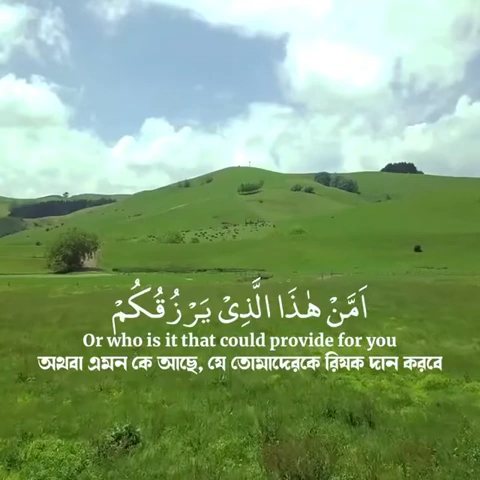 اَمَّنْ هٰذَا الَّذِىْ يَرْزُقُكُمْ
Or who is it that could provide for you
অথবা এমন কে আছে, যে তোমাদেরকে রিযক দান করবে